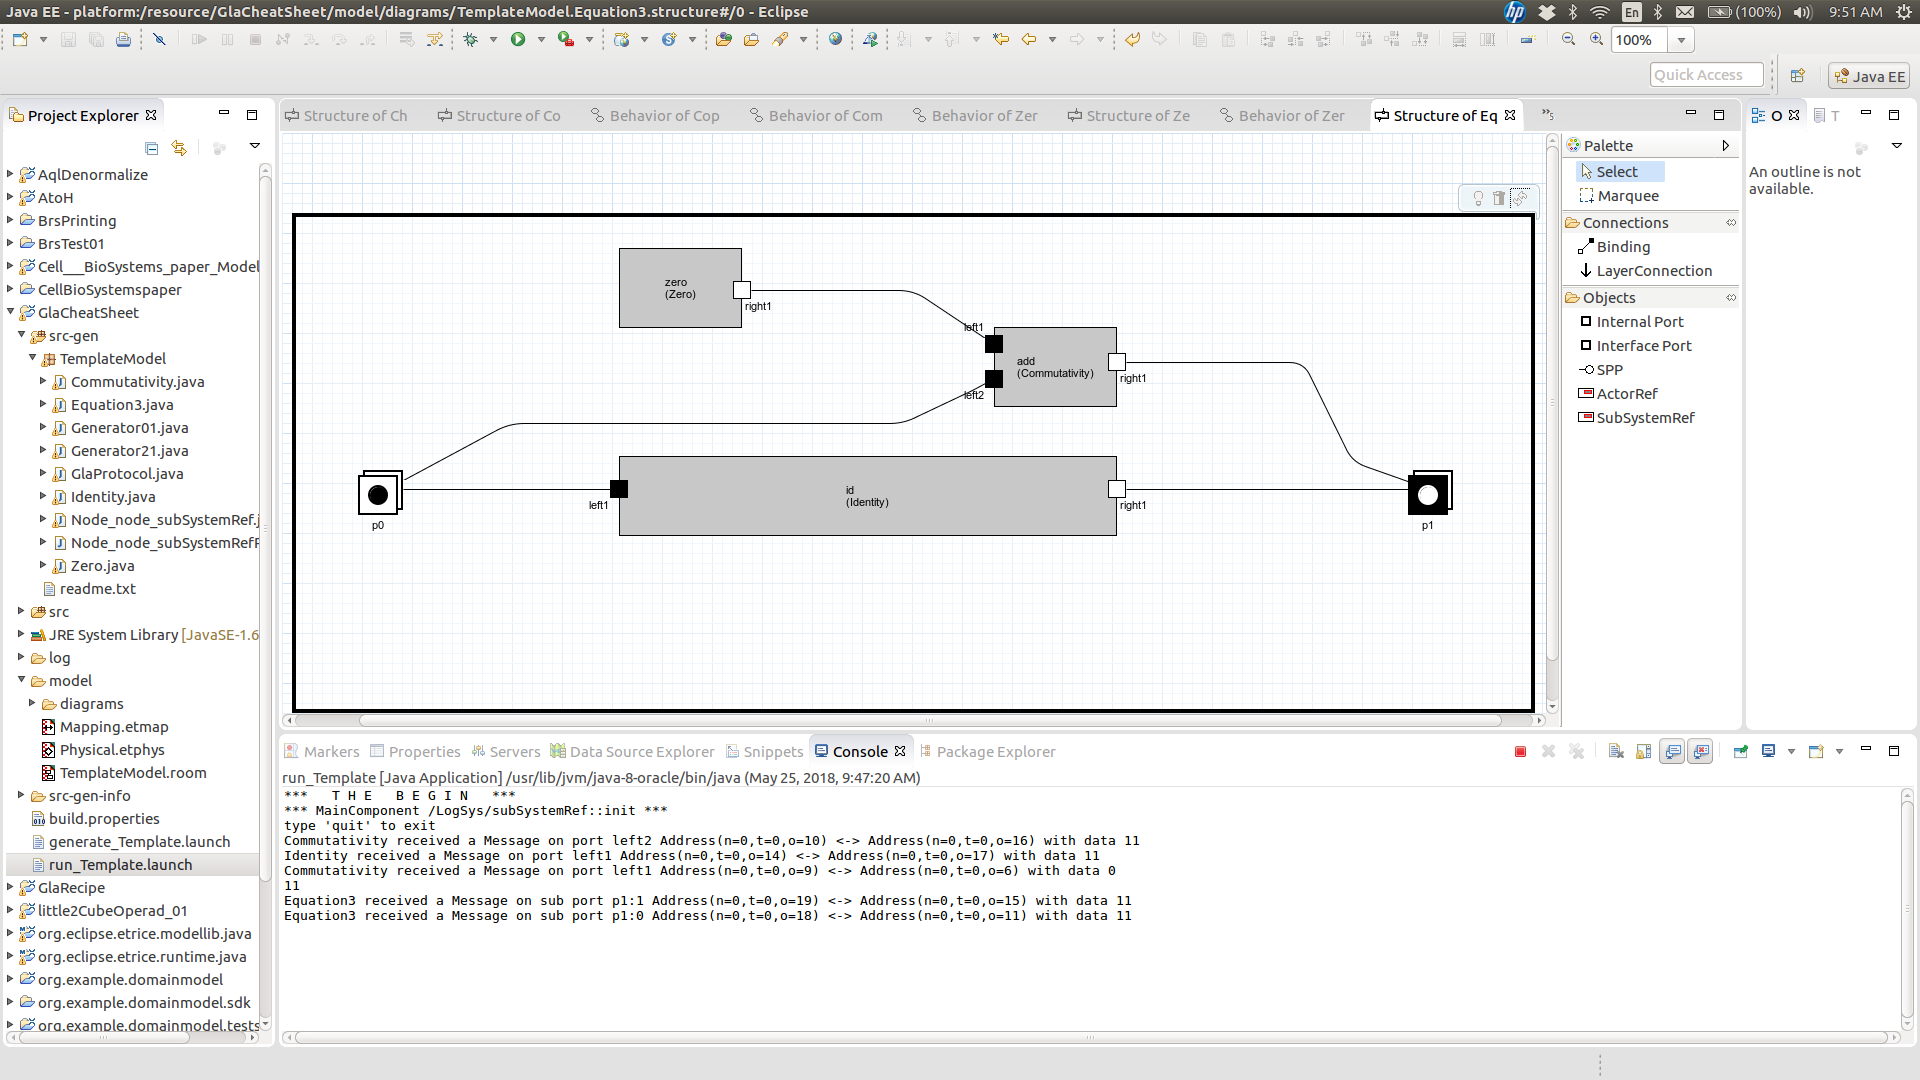 Java EE - platform:/resource/GlaCheatSheet/model/diagrams/TemplateModel.Equation3.structure#/0 - Eclipse
En
(100%)
9:51 AM
100%
Quick Access
Java EE
Project Explorer
AqlDenormalize
AtoH
BrsPrinting
BrsTest01
Cell___BioSystems_paper_Model
CellBioSystemspaper
GlaCheatSheet
src-gen
TemplateModel
Commutativity.java
Equation3.java
Generator01.java
Generator21.java
GlaProtocol.java
Identity.java
Node_node_subSystemRef.j
Node_node_subSystemRefF
Zero.java
readme.txt
src
JRE System Library [JavaSE-1.6
log
model
diagrams
Mapping.etmap
Physical.etphys
TemplateModel.room
src-gen-info
build.properties
generate_Template.launch
run_Template.launch
GlaRecipe
little2CubeOperad_01
org.eclipse.etrice.modellib.java
org.eclipse.etrice.runtime.java
org.example.domainmodel
org.example.domainmodel.sdk
org.example.domainmodel.tests
Structure of Ch
Structure of Co
Behavior of Cop
Behavior of Com
Behavior of Zer
Structure of Ze
Behavior of Zer
Structure of Eq
»5
zero
(Zero)
right1
left1
add
(Commutativity)
right1
left2
id
(Identity)
left1
right1
p0
p1
Palette
Select
Marquee
Connections
Binding
LayerConnection
Objects
Internal Port
Interface Port
SPP
ActorRef
SubSystemRef
O
T
An outline is not
available.
Markers
Properties
Servers
Data Source Explorer
Snippets
Console
Package Explorer
run_Template [Java Application] /usr/lib/jvm/java-8-oracle/bin/java (May 25, 2018, 9:47:20 AM)
***   T H E   B E G I N   ***
*** MainComponent /LogSys/subSystemRef::init ***
type 'quit' to exit
Commutativity received a Message on port left2 Address(n=0,t=0,o=10) <-> Address(n=0,t=0,o=16) with data 11
Identity received a Message on port left1 Address(n=0,t=0,o=14) <-> Address(n=0,t=0,o=17) with data 11
Commutativity received a Message on port left1 Address(n=0,t=0,o=9) <-> Address(n=0,t=0,o=6) with data 0
11
Equation3 received a Message on sub port p1:1 Address(n=0,t=0,o=19) <-> Address(n=0,t=0,o=15) with data 11
Equation3 received a Message on sub port p1:0 Address(n=0,t=0,o=18) <-> Address(n=0,t=0,o=11) with data 11